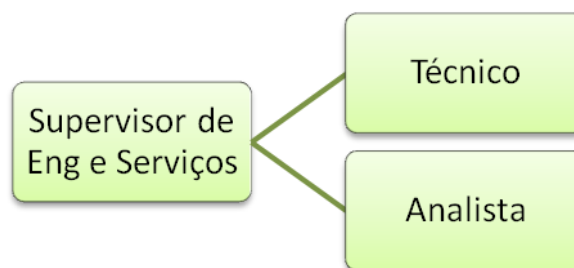 Supervisor de
Eng e Serviços
Técnico
Analista